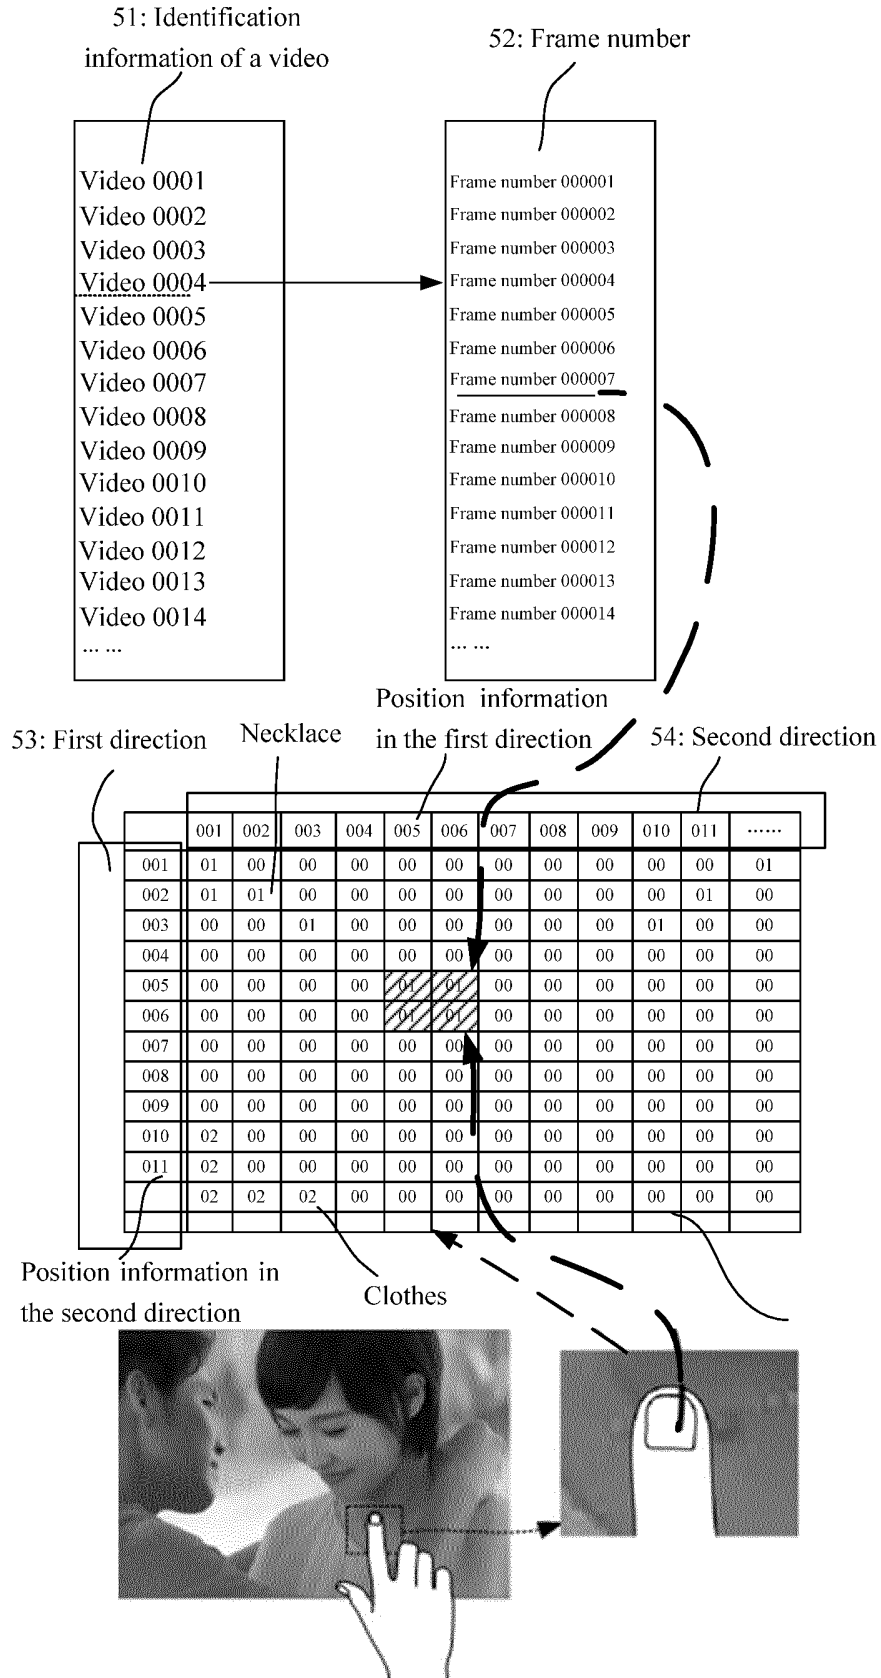 51: Identification
information of a video
52: Frame number
Video 0001
Video 0002
Video 0003
Video 0004
Video 0005
Video 0006
Video 0007
Video 0008
Video 0009
Video 0010
Video 0011
Video 0012
Video 0013
Video 0014
... ...
Frame number 000001
Frame number 000002
Frame number 000003
Frame number 000004
Frame number 000005
Frame number 000006
Frame number 000007
Frame number 000008
Frame number 000009
Frame number 000010
Frame number 000011
Frame number 000012
Frame number 000013
Frame number 000014
... ...
53: First direction
Necklace
Position information
in the first direction
54: Second direction
001 002 003 004 005 006 007 008 009 010 011 ······
001 01 00 00 00 00 00 00 00 00 00 00 01
002 01 01 00 00 00 00 00 00 00 00 01 00
003 00 00 01 00 00 00 00 00 00 01 00 00
004 00 00 00 00 00 00 00 00 00 00 00 00
005 00 00 00 00 01 01 00 00 00 00 00 00
006 00 00 00 00 01 01 00 00 00 00 00 00
007 00 00 00 00 00 00 00 00 00 00 00 00
008 00 00 00 00 00 00 00 00 00 00 00 00
009 00 00 00 00 00 00 00 00 00 00 00 00
010 02 00 00 00 00 00 00 00 00 00 00 00
011 02 00 00 00 00 00 00 00 00 00 00 00
02 02 02 00 00 00 00 00 00 00 00 00
Position information in
the second direction
Clothes